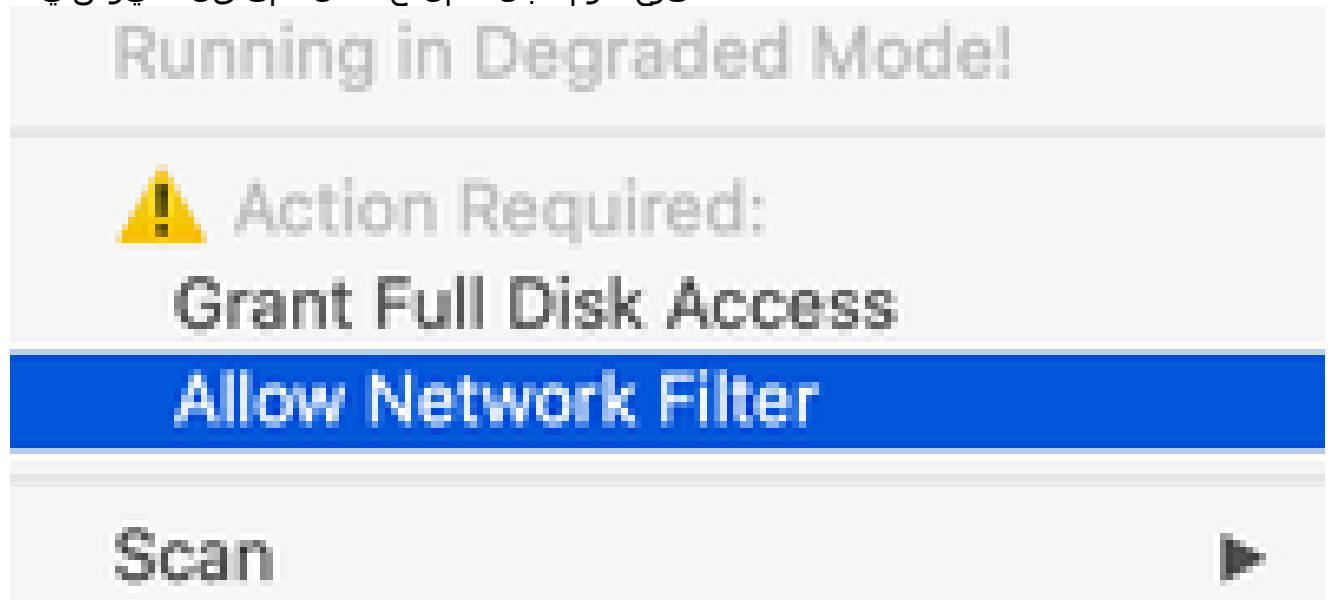 Running in Degraded Mode!
Action Required:
Grant Full Disk Access
Allow Network Filter
Scan